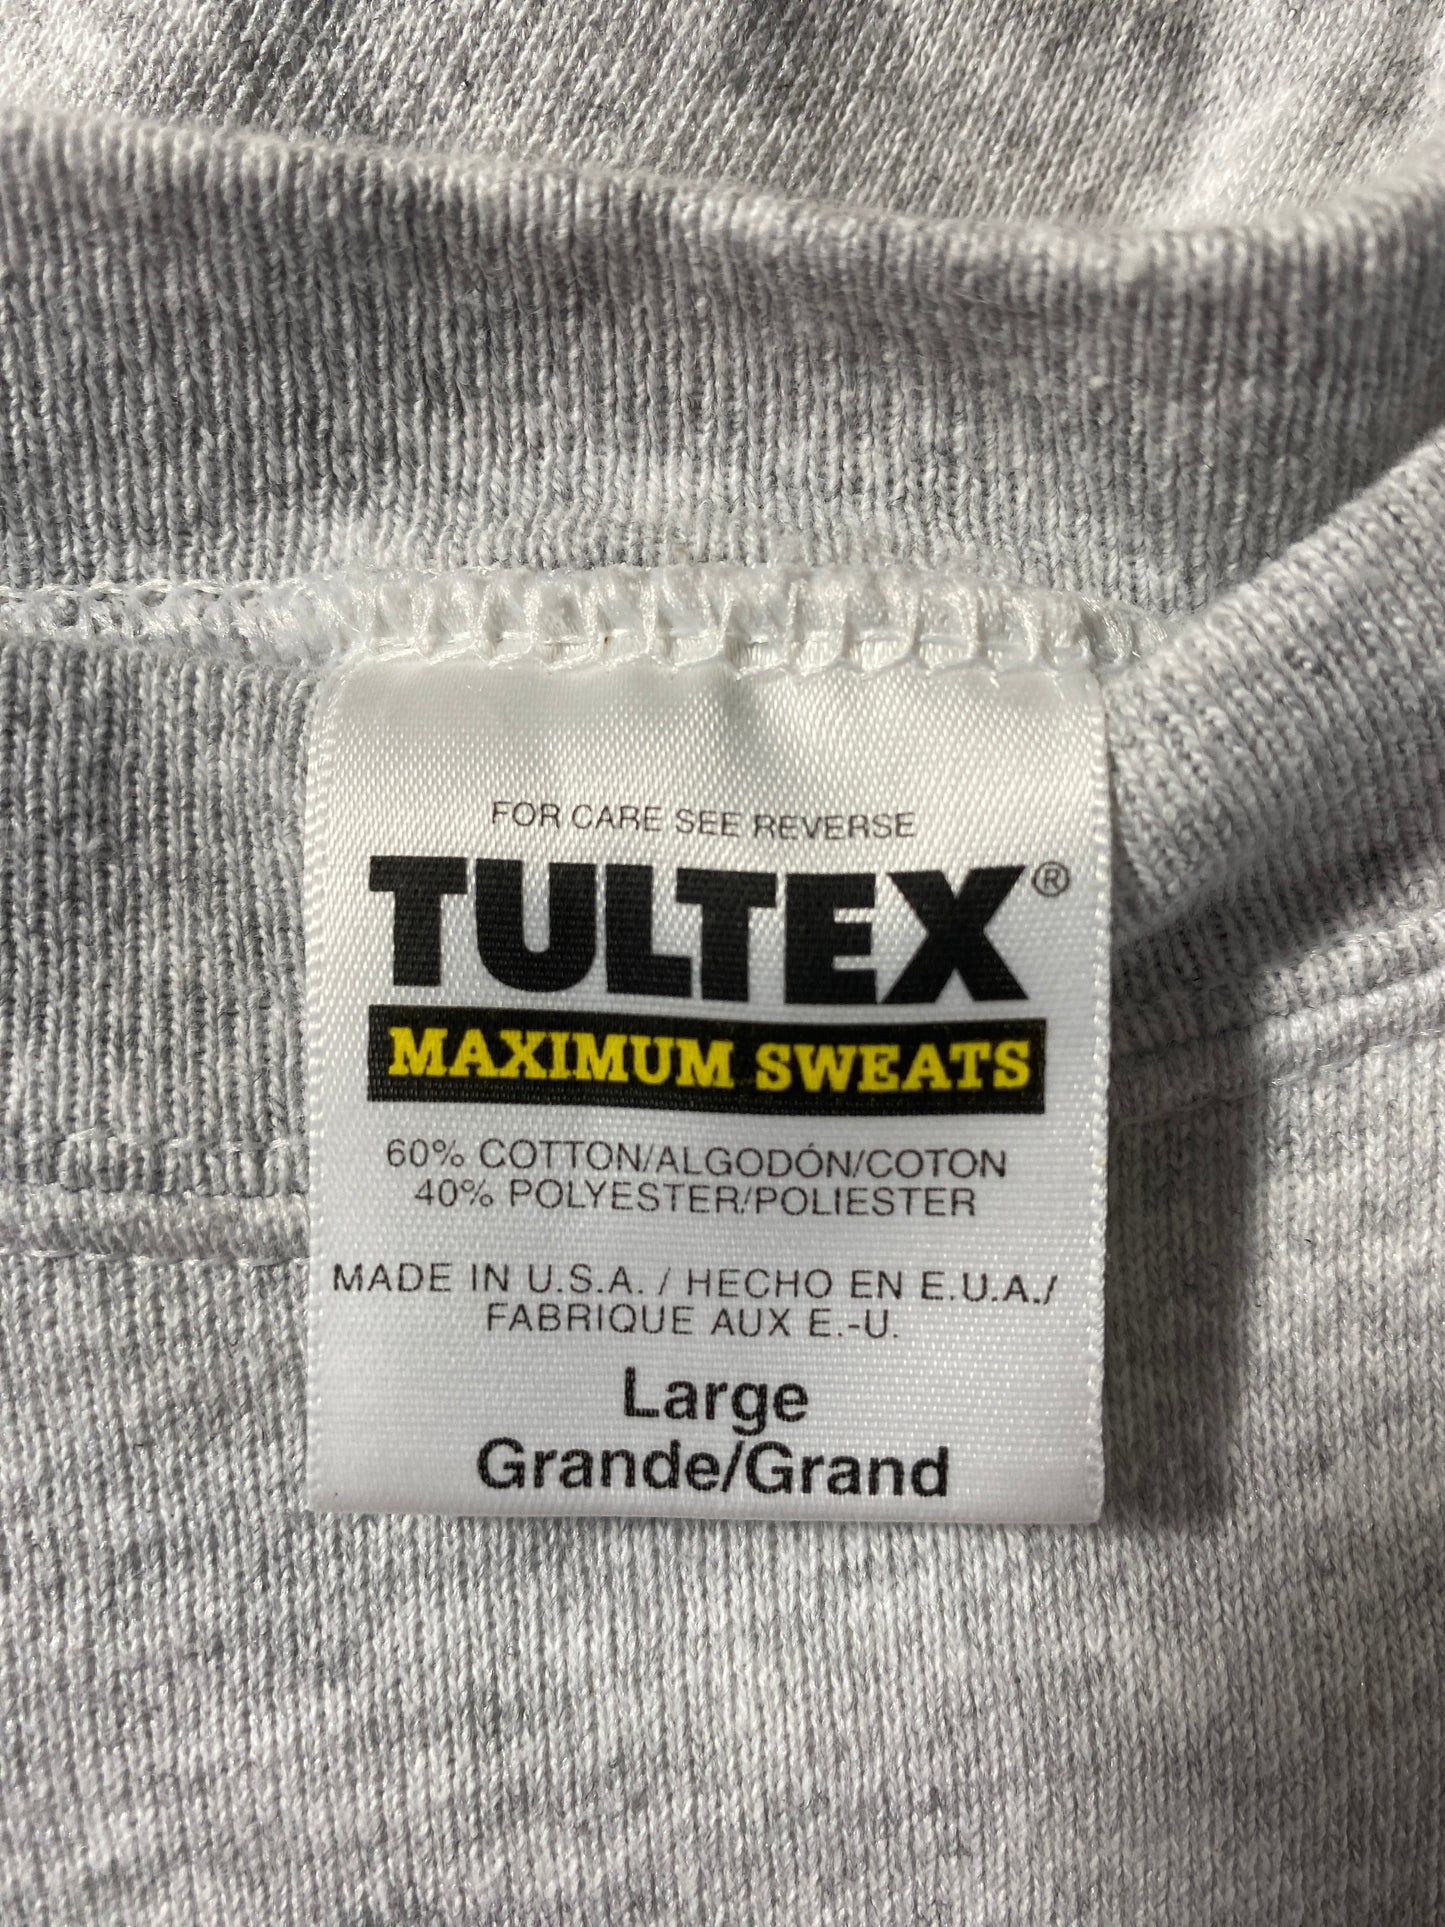 FOR CARE SEE REVERSE
TULTEX®
MAXIMUM SWEATS
60% COTTON/ALGODÓN/COTON
40% POLYESTER/POLIESTER
MADE IN U.S.A. / HECHO EN E.U.A./
FABRIQUE AUX E.-U.
Large
Grande/Grand